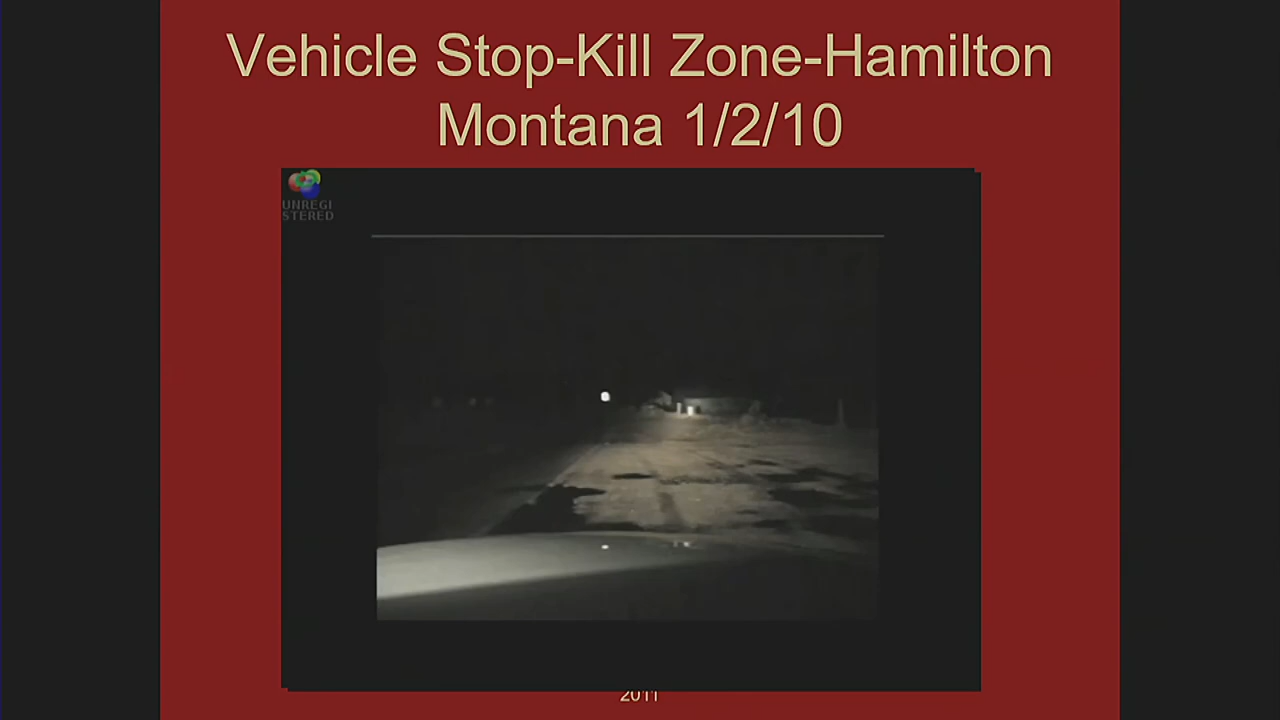 Vehicle Stop-Kill Zone-Hamilton
Montana 1/2/10
UNREGI
STERED
2011